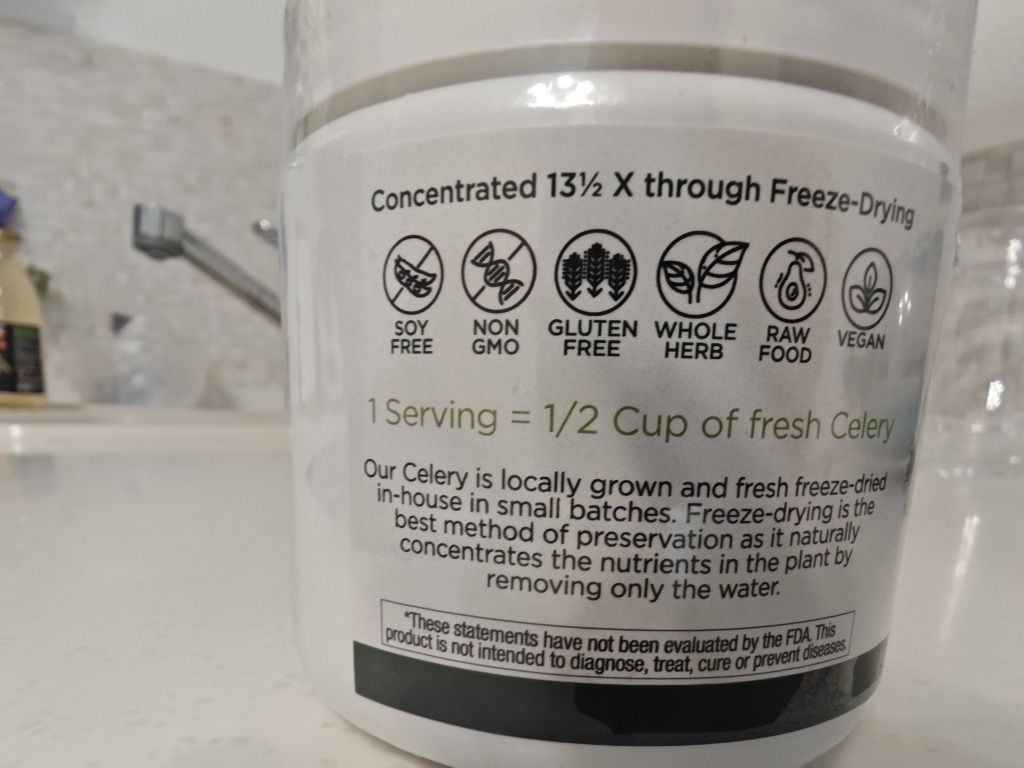 Concentrated 13½ X through Freeze-Drying
SOY FREE
NON GMO
GLUTEN FREE
WHOLE HERB
RAW FOOD
VEGAN
1 Serving = 1/2 Cup of fresh Celery
Our Celery is locally grown and fresh freeze-dried
in-house in small batches. Freeze-drying is the
best method of preservation as it naturally
concentrates the nutrients in the plant by
removing only the water.
*These statements have not been evaluated by the FDA. This
product is not intended to diagnose, treat, cure or prevent diseases.